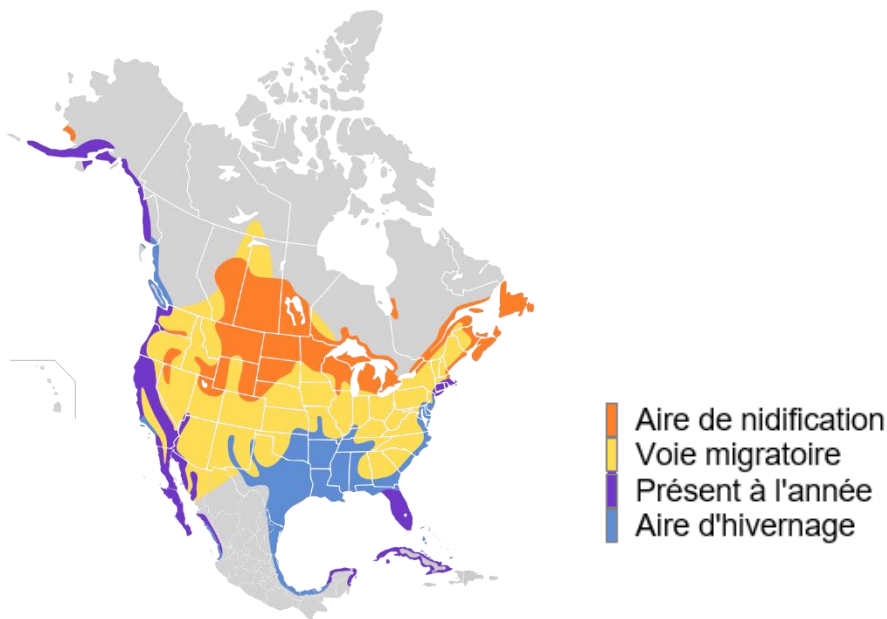 Aire de nidification
Voie migratoire
Présent à l'année
Aire d'hivernage